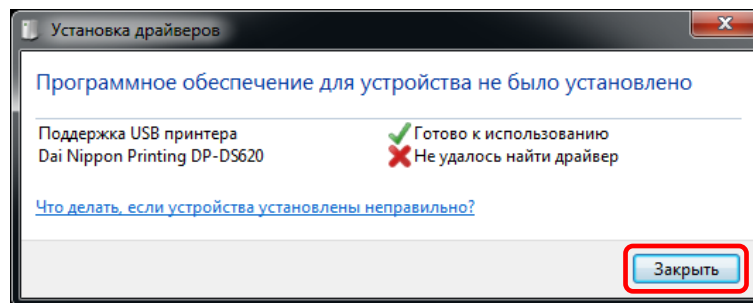 Установка драйверов
Программное обеспечение для устройства не было установлено
Поддержка USB принтера Готово к использованию
Dai Nippon Printing DP-DS620 Не удалось найти драйвер
Что делать, если устройства установлены неправильно?
Закрыть